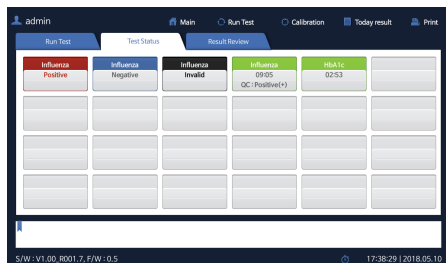 admin Main Run Test Calibration Today result Print
Run Test Test Status Result Review
Influenza Influenza Influenza Influenza HbA1c
Positive Negative Invalid 09:05 02:53
QC : Positive(+)
S/W : V1.00_R001.7, F/W : 0.5 17:38:29 | 2018.05.10